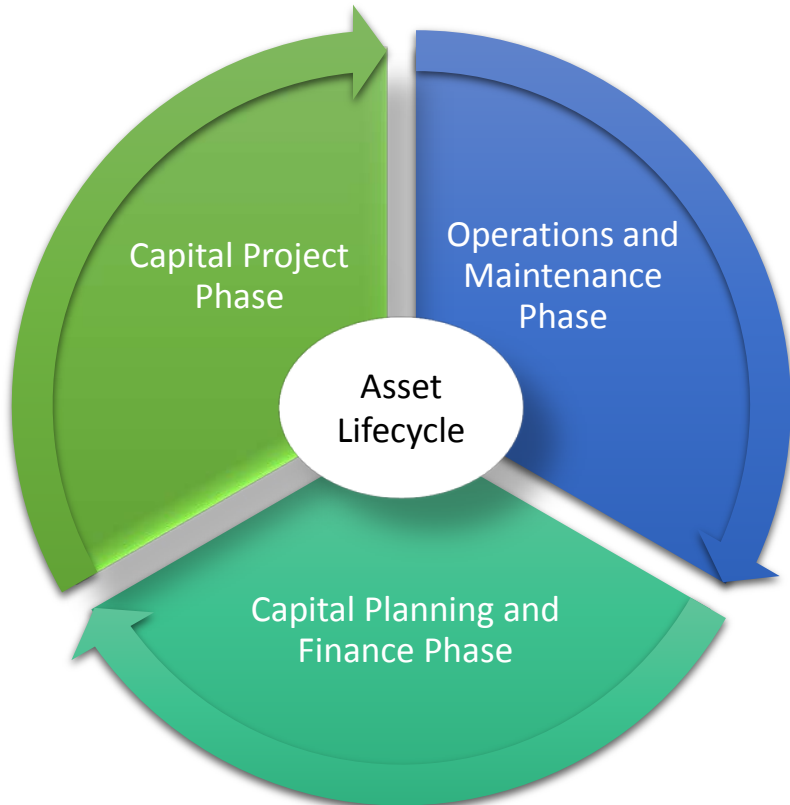 Capital Project
Phase
Operations and
Maintenance
Phase
Asset
Lifecycle
Capital Planning and
Finance Phase